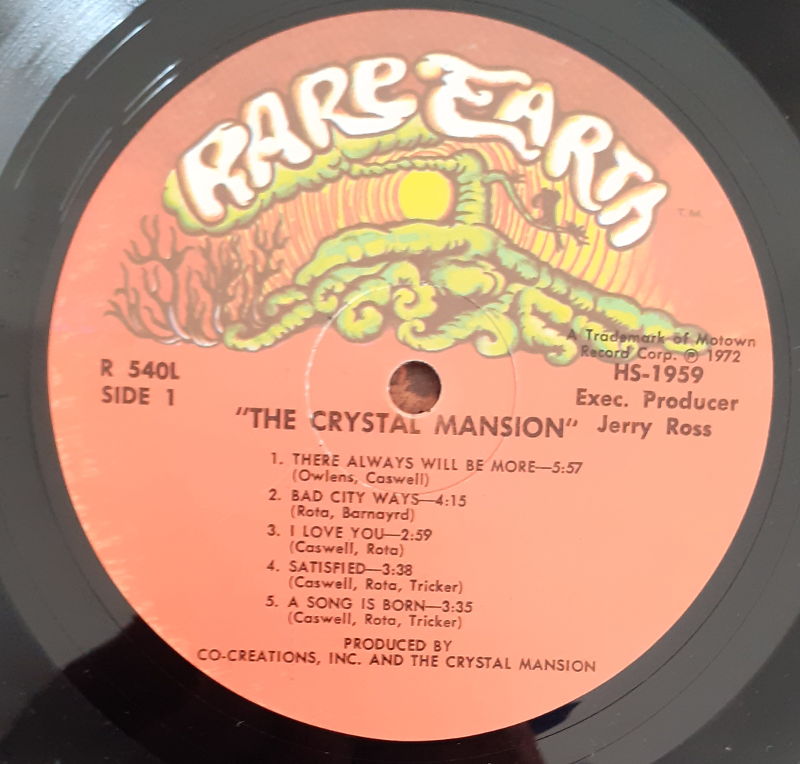 RARE EARTH
T.M.
A Trademark of Motown
Record Corp. ℗ 1972
R 540L
HS-1959
SIDE 1
Exec. Producer
"THE CRYSTAL MANSION"
Jerry Ross
1. THERE ALWAYS WILL BE MORE—5:57
(Owlens, Caswell)
2. BAD CITY WAYS—4:15
(Rota, Barnayrd)
3. I LOVE YOU—2:59
(Caswell, Rota)
4. SATISFIED—3:38
(Caswell, Rota, Tricker)
5. A SONG IS BORN—3:35
(Caswell, Rota, Tricker)
PRODUCED BY
CO-CREATIONS, INC. AND THE CRYSTAL MANSION